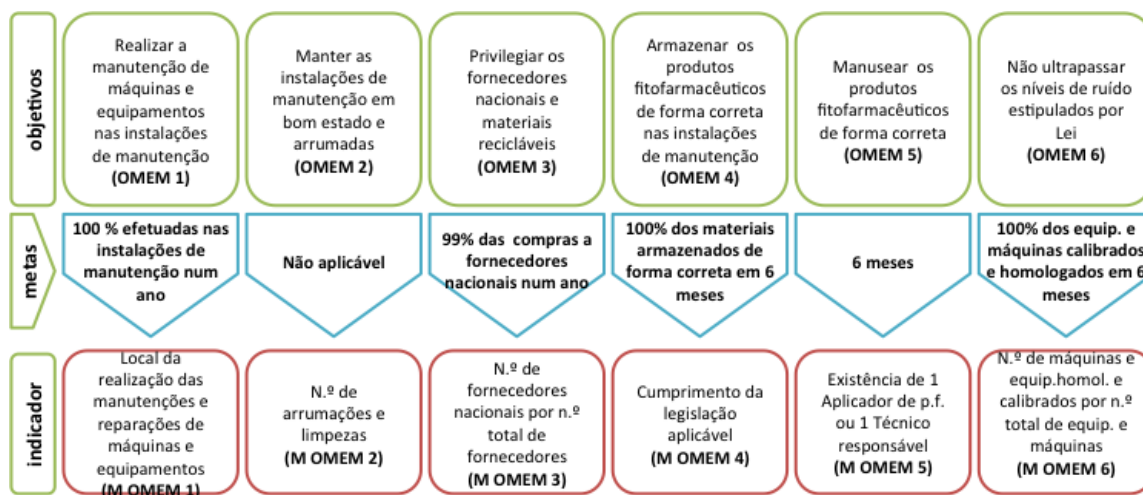 objetivos
Realizar a
manutenção de
máquinas e
equipamentos
nas instalações
de manutenção
(OMEM 1)
Manter as
instalações de
manutenção em
bom estado e
arrumadas
(OMEM 2)
Privilegiar os
fornecedores
nacionais e
materiais
recicláveis
(OMEM 3)
Armazenar os
produtos
fitofarmacêuticos
de forma correta
nas instalações
de manutenção
(OMEM 4)
Manusear os
produtos
fitofarmacêuticos
de forma correta
(OMEM 5)
Não ultrapassar
os níveis de ruído
estipulados por
Lei
(OMEM 6)
metas
100 % efetuadas nas
instalações de
manutenção num
ano
Não aplicável
99% das compras a
fornecedores
nacionais num ano
100% dos materiais
armazenados de
forma correta em 6
meses
6 meses
100% dos equip. e
máquinas calibrados
e homologados em 6
meses
indicador
Local da
realização das
manutenções e
reparações de
máquinas e
equipamentos
(M OMEM 1)
N.º de
arrumações e
limpezas
(M OMEM 2)
N.º de
fornecedores
nacionais por n.º
total de
fornecedores
(M OMEM 3)
Cumprimento da
legislação
aplicável
(M OMEM 4)
Existência de 1
Aplicador de p.f.
ou 1 Técnico
responsável
(M OMEM 5)
N.º de máquinas e
equip.homol. e
calibrados por n.º
total de equip. e
máquinas
(M OMEM 6)